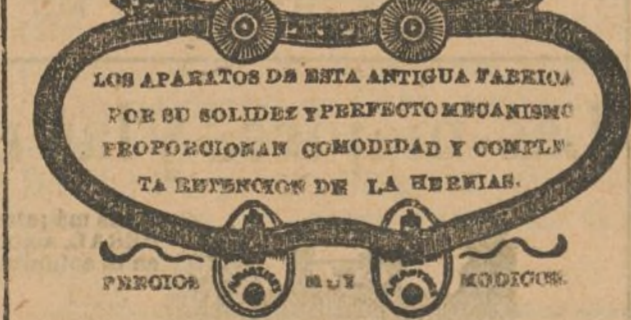 LOS APARATOS DE ESTA ANTIGUA FABRICA
POR SU SOLIDEZ Y PERFECTO MECANISMO
PROPORCIONAN COMODIDAD Y COMPLE-
TA RETENCION DE LA HERNIAS.
PRECIOS MUY MODICOS.